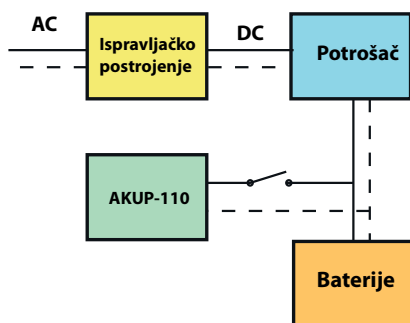 AC
Ispravljačko
postrojenje
DC
Potrošač
AKUP-110
Baterije